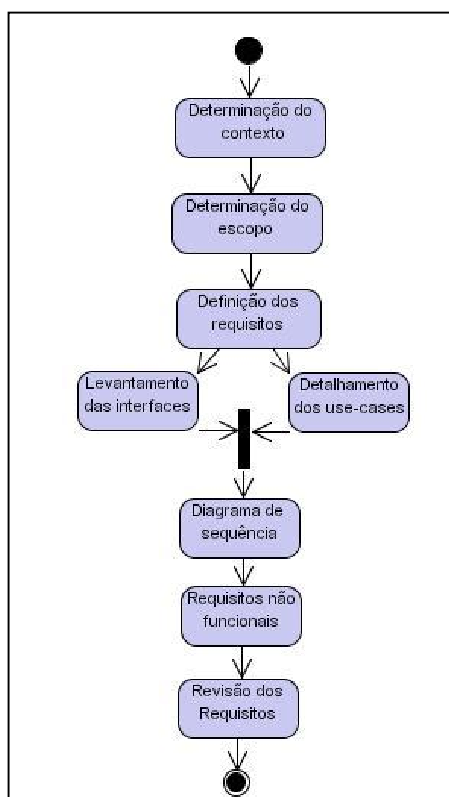 Determinação do
contexto
Determinação do
escopo
Definição dos
requisitos
Levantamento
das interfaces
Detalhamento
dos use-cases
Diagrama de
sequência
Requisitos não
funcionais
Revisão dos
Requisitos